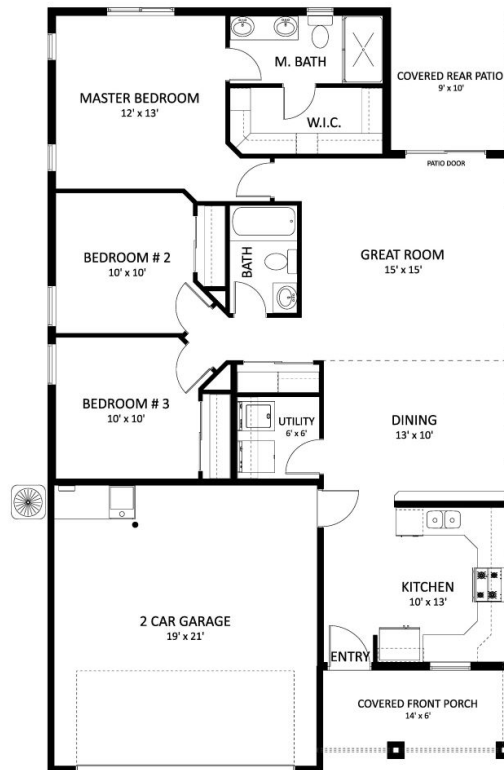 M. BATH
COVERED REAR PATIO
9' x 10'
MASTER BEDROOM
12' x 13'
W.I.C.
PATIO DOOR
BEDROOM # 2
10' x 10'
BATH
GREAT ROOM
15' x 15'
BEDROOM # 3
10' x 10'
UTILITY
6' x 6'
DINING
13' x 10'
KITCHEN
10' x 13'
2 CAR GARAGE
19' x 21'
ENTRY
COVERED FRONT PORCH
14' x 6'